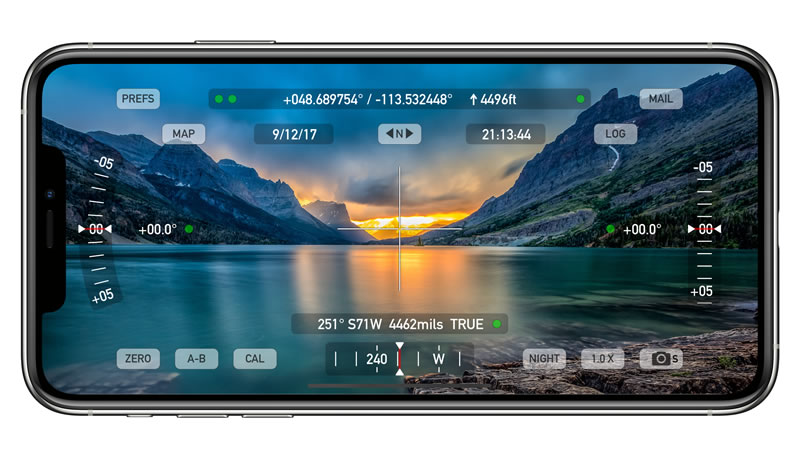 PREFS
+048.689754° / -113.532448° ↑4496ft
MAIL
MAP
9/12/17
◀N▶
21:13:44
LOG
-05
-05
00
+00.0°
+00.0°
00
+05
+05
251° S71W 4462mils TRUE
ZERO
A-B
CAL
240
W
NIGHT
1.0 X
S